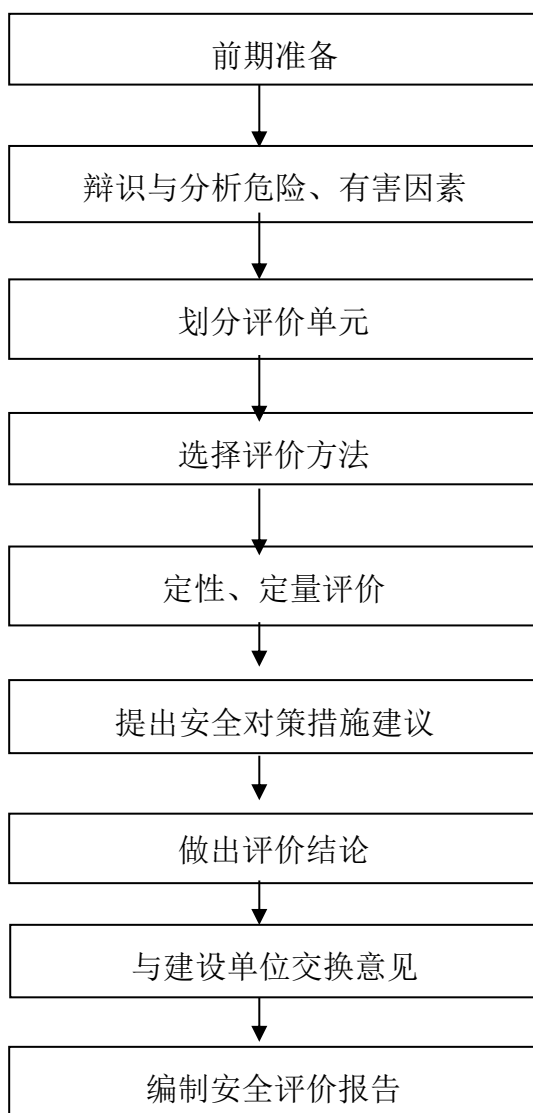 前期准备
辩识与分析危险、有害因素
划分评价单元
选择评价方法
定性、定量评价
提出安全对策措施建议
做出评价结论
与建设单位交换意见
编制安全评价报告